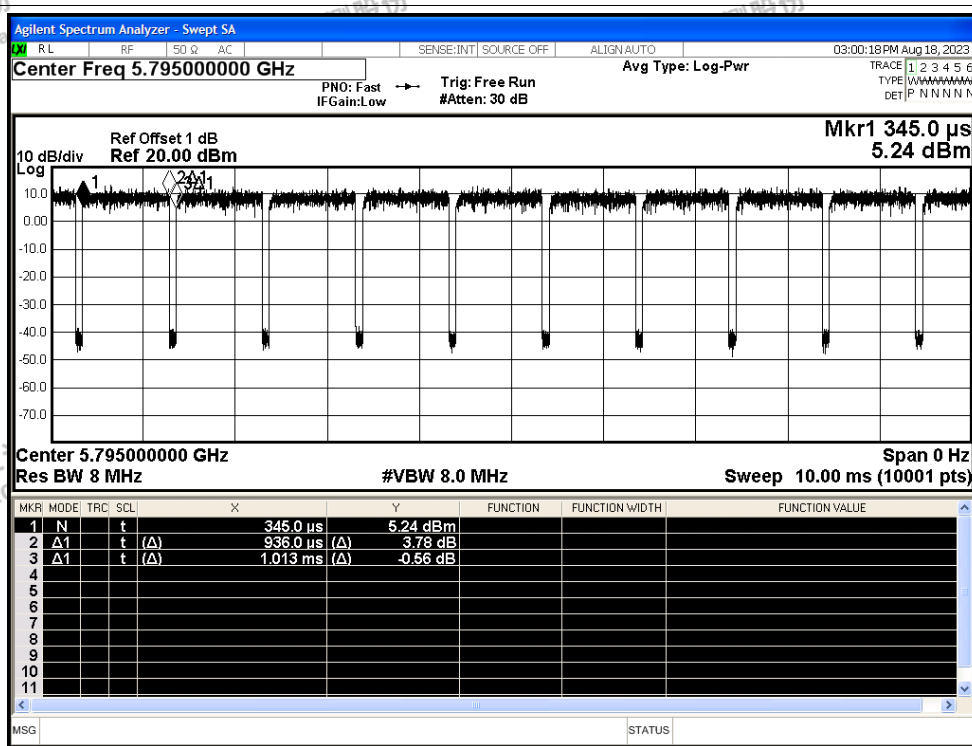 Agilent Spectrum Analyzer - Swept SA
LXI RL RF 50 Ω AC SENSE:INT SOURCE OFF ALIGNAUTO 03:00:18PM Aug 18, 2023
Center Freq 5.795000000 GHz Avg Type: Log-Pwr TRACE 1 2 3 4 5 6
PNO: Fast Trig: Free Run TYPE
IFGain:Low #Atten: 30 dB DET P N N N N N
Mkr1 345.0 µs
Ref Offset 1 dB
10 dB/div Ref 20.00 dBm 5.24 dBm
Log
1 2Δ1
3Δ1
10.0
0.00
-10.0
-20.0
-30.0
-40.0
-50.0
-60.0
-70.0
Center 5.795000000 GHz Span 0 Hz
Res BW 8 MHz #VBW 8.0 MHz Sweep 10.00 ms (10001 pts)
MKR MODE TRC SCL X Y FUNCTION FUNCTION WIDTH FUNCTION VALUE
1 N t 345.0 µs 5.24 dBm
2 Δ1 t (Δ) 936.0 µs (Δ) 3.78 dB
3 Δ1 t (Δ) 1.013 ms (Δ) -0.56 dB
4
5
6
7
8
9
10
11
MSG STATUS